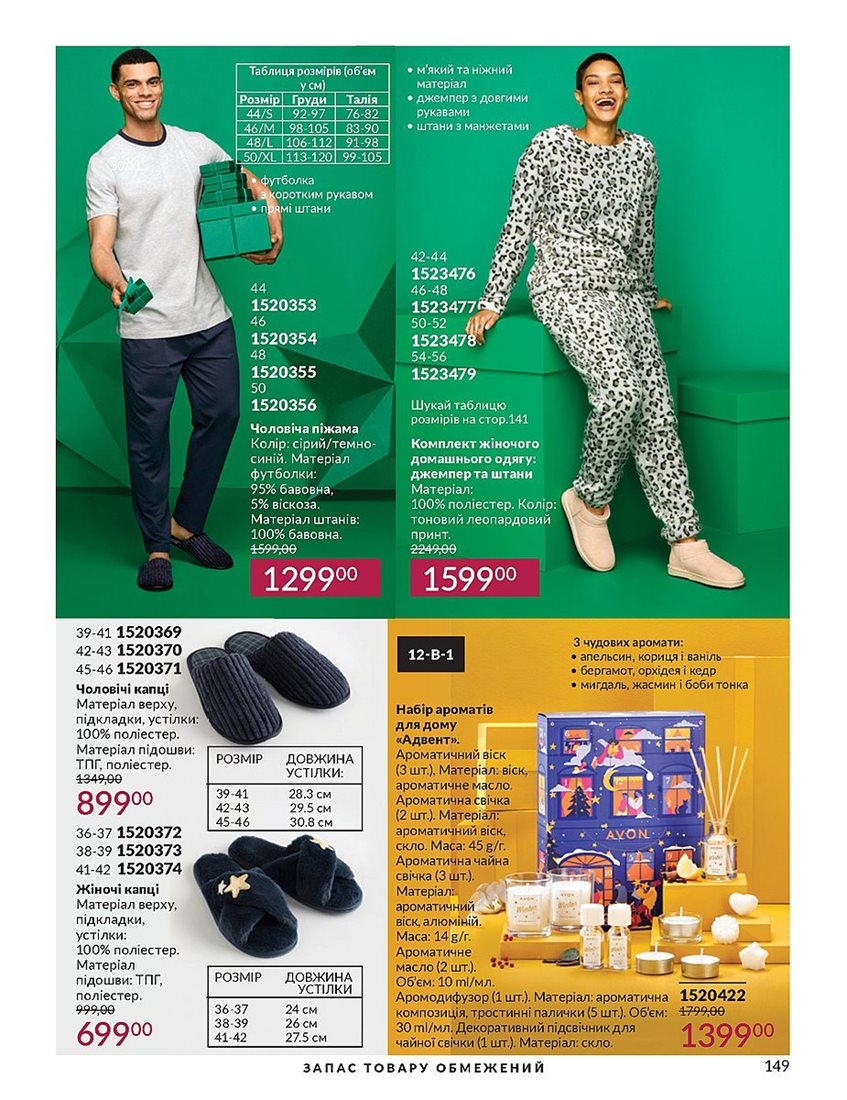 Таблиця розмірів (об'єм
у см)
Розмір Груди Талія
44/S 92-97 76-82
46/M 98-105 83-90
48/L 106-112 91-98
50/XL 113-120 99-105
50/XL
• футболка
з коротким рукавом
• прямі штани
44
1520353
46
1520354
48
1520355
50
1520356
Чоловіча піжама
Колір: сірий/темно-
синій. Матеріал
футболки:
95% бавовна,
5% віскоза.
Матеріал штанів:
100% бавовна.
1599,00
129900
• м'який та ніжний
матеріал
• джемпер з довгими
рукавами
• штани з манжетами
42-44
1523476
46-48
1523477
50-52
1523478
54-56
1523479
Шукай таблицю
розмірів на стор.141
Комплект жіночого
домашнього одягу:
джемпер та штани
Матеріал:
100% поліестер. Колір:
тоновий леопардовий
принт.
2249,00
159900
39-41 1520369
42-43 1520370
45-46 1520371
Чоловічі капці
Матеріал верху,
підкладки, устілки:
100% поліестер.
Матеріал підошви:
ТПГ, поліестер.
1349,00
89900
РОЗМІР ДОВЖИНА
УСТІЛКИ:
39-41 28.3 см
42-43 29.5 см
45-46 30.8 см
36-37 1520372
38-39 1520373
41-42 1520374
Жіночі капці
Матеріал верху,
підкладки,
устілки:
100% поліестер.
Матеріал
підошви: ТПГ,
поліестер.
999,00
69900
РОЗМІР ДОВЖИНА
УСТІЛКИ
36-37 24 см
38-39 26 см
41-42 27.5 см
12-В-1
3 чудових аромати:
• апельсин, кориця і ваніль
• бергамот, орхідея і кедр
• мигдаль, жасмин і боби тонка
Набір ароматів
для дому
«Адвент».
Ароматичний віск
(3 шт.), Матеріал: віск,
ароматичне масло.
Ароматична свічка
(2 шт.). Матеріал:
ароматичний віск,
скло. Маса: 45 g/г.
Ароматична чайна
свічка (3 шт.).
Матеріал:
ароматичний
віск, алюміній.
Маса: 14 g/г.
Ароматичне
масло (2 шт.).
Об'єм: 10 ml/мл.
Аромодифузор (1 шт.). Матеріал: ароматична
композиція, тростинні палички (5 шт.). Об'єм:
30 ml/мл. Декоративний підсвічник для
чайної свічки (1 шт.). Матеріал: скло.
AVON
AVON
Winter
Winter
Winter
Winter
1520422
1799,00
139900
ЗАПАС ТОВАРУ ОБМЕЖЕНИЙ
149